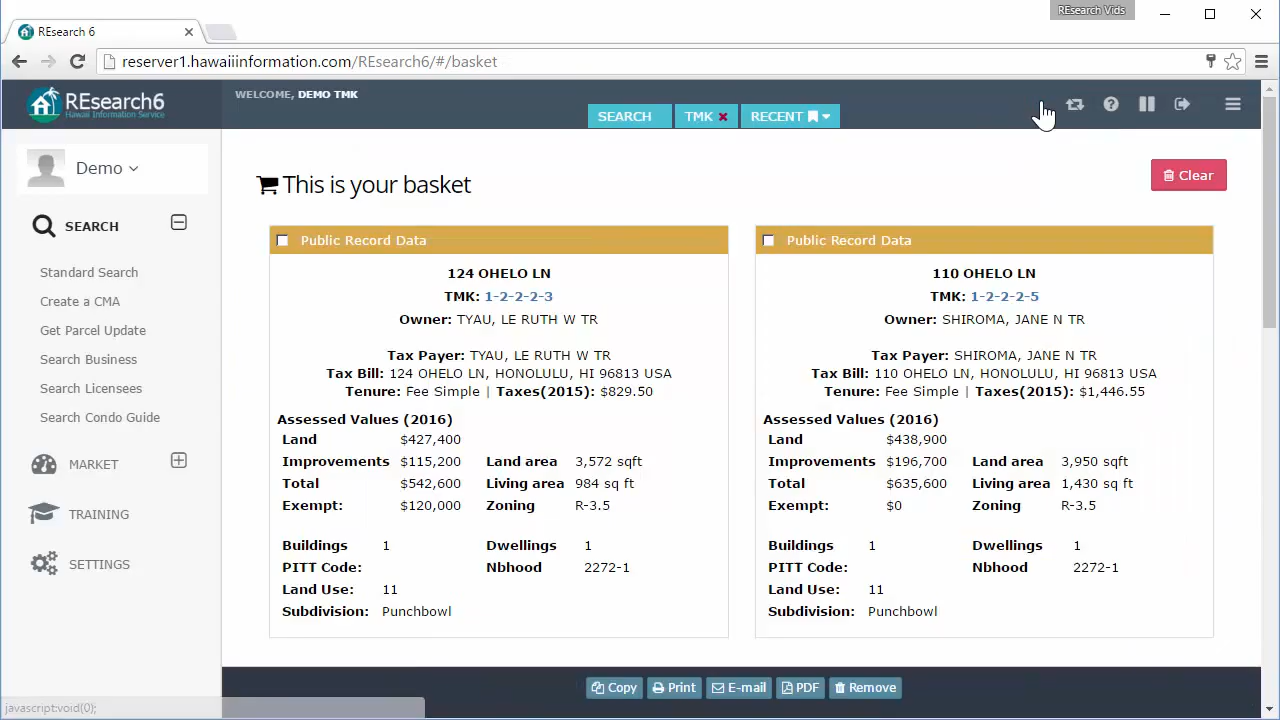 REsearch Vids
REsearch 6
reserver1.hawaiiinformation.com/REsearch6/#/basket
REsearch6
Hawaii Information Service
WELCOME, DEMO TMK
SEARCH
TMK
RECENT
Demo
This is your basket
Clear
SEARCH
Standard Search
Create a CMA
Get Parcel Update
Search Business
Search Licensees
Search Condo Guide
MARKET
TRAINING
SETTINGS
Public Record Data
124 OHELO LN
TMK: 1-2-2-2-3
Owner: TYAU, LE RUTH W TR
Tax Payer: TYAU, LE RUTH W TR
Tax Bill: 124 OHELO LN, HONOLULU, HI 96813 USA
Tenure: Fee Simple | Taxes(2015): $829.50
Assessed Values (2016)
Land $427,400
Improvements $115,200 Land area 3,572 sqft
Total $542,600 Living area 984 sq ft
Exempt: $120,000 Zoning R-3.5
Buildings 1 Dwellings 1
PITT Code: Nbhood 2272-1
Land Use: 11
Subdivision: Punchbowl
Public Record Data
110 OHELO LN
TMK: 1-2-2-2-5
Owner: SHIROMA, JANE N TR
Tax Payer: SHIROMA, JANE N TR
Tax Bill: 110 OHELO LN, HONOLULU, HI 96813 USA
Tenure: Fee Simple | Taxes(2015): $1,446.55
Assessed Values (2016)
Land $438,900
Improvements $196,700 Land area 3,950 sqft
Total $635,600 Living area 1,430 sq ft
Exempt: $0 Zoning R-3.5
Buildings 1 Dwellings 1
PITT Code: Nbhood 2272-1
Land Use: 11
Subdivision: Punchbowl
Copy Print E-mail PDF Remove
javascript:void(0);